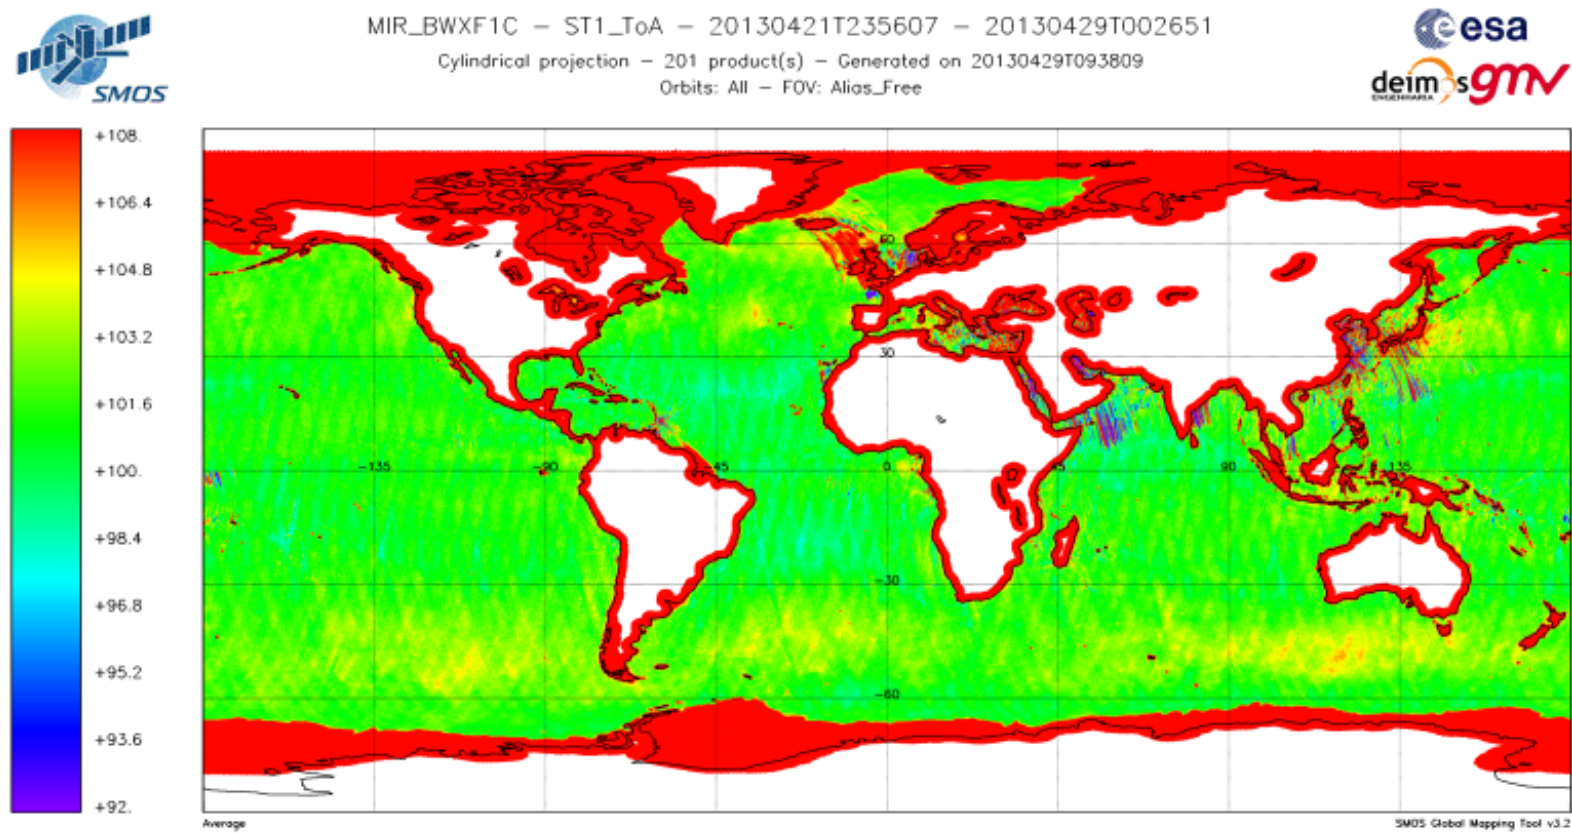 MIR_BWXF1C – ST1_ToA – 20130421T235607 – 20130429T002651
Cylindrical projection – 201 product(s) – Generated on 20130429T093809
Orbits: All – FOV: Alias_Free
SMOS
esa
deimos gmv
ENGENHARIA
+108.
+106.4
+104.8
+103.2
+101.6
+100.
+98.4
+96.8
+95.2
+93.6
+92.
60
30
-135
-90
-45
0
45
90
135
-30
-60
Average
SMOS Global Mapping Tool v3.2